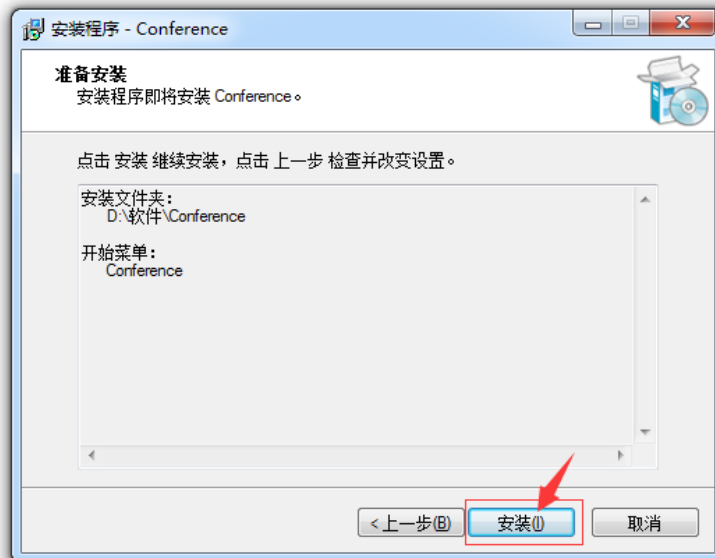 安装程序 - Conference
准备安装
安装程序即将安装 Conference。
点击 安装 继续安装，点击 上一步 检查并改变设置。
安装文件夹：
D:\软件\Conference
开始菜单：
Conference
<上一步(B)
安装(I)
取消